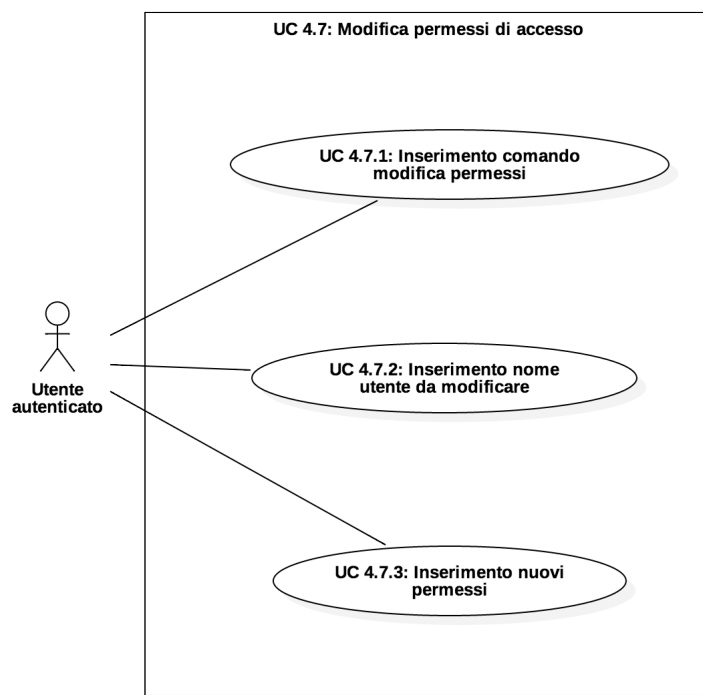 UC 4.7: Modifica permessi di accesso
UC 4.7.1: Inserimento comando
modifica permessi
UC 4.7.2: Inserimento nome
utente da modificare
Utente
autenticato
UC 4.7.3: Inserimento nuovi
permessi